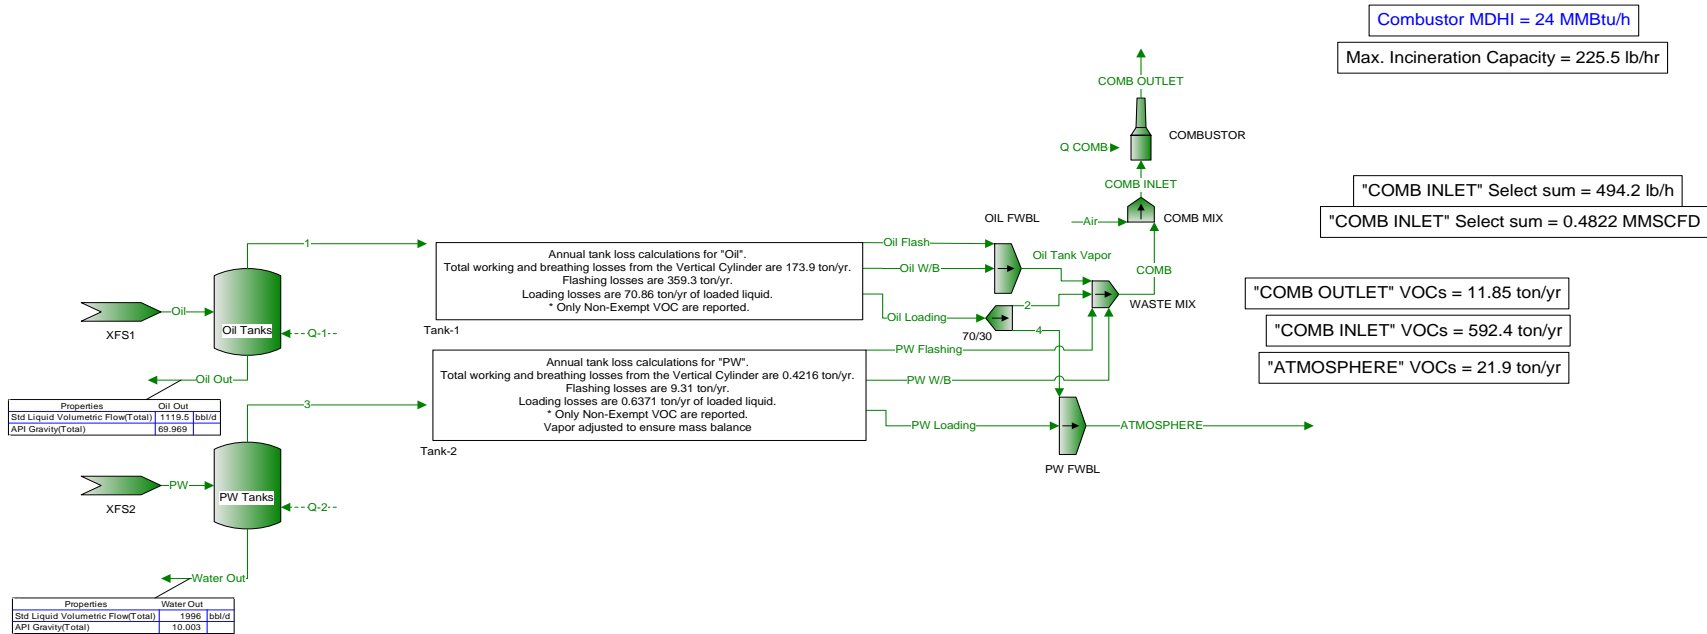 Combustor MDHI = 24 MMBtu/h
Max. Incineration Capacity = 225.5 lb/hr
COMB OUTLET
COMBUSTOR
Q COMB
COMB INLET
"COMB INLET" Select sum = 494.2 lb/h
"COMB INLET" Select sum = 0.4822 MMSCFD
Air
COMB MIX
OIL FWBL
1
Annual tank loss calculations for "Oil".
Total working and breathing losses from the Vertical Cylinder are 173.9 ton/yr.
Flashing losses are 359.3 ton/yr.
Loading losses are 70.86 ton/yr of loaded liquid.
* Only Non-Exempt VOC are reported.
Tank-1
Oil Flash
Oil W/B
Oil Loading
Oil Tank Vapor
COMB
WASTE MIX
2
4
70/30
"COMB OUTLET" VOCs = 11.85 ton/yr
"COMB INLET" VOCs = 592.4 ton/yr
"ATMOSPHERE" VOCs = 21.9 ton/yr
Oil
XFS1
Oil Tanks
Q-1
Oil Out
Properties Oil Out
Std Liquid Volumetric Flow(Total) 1119.5 bbl/d
API Gravity(Total) 69.969
3
Annual tank loss calculations for "PW".
Total working and breathing losses from the Vertical Cylinder are 0.4216 ton/yr.
Flashing losses are 9.31 ton/yr.
Loading losses are 0.6371 ton/yr of loaded liquid.
* Only Non-Exempt VOC are reported.
Vapor adjusted to ensure mass balance
Tank-2
PW Flashing
PW W/B
PW Loading
ATMOSPHERE
PW FWBL
PW
XFS2
PW Tanks
Q-2
Water Out
Properties Water Out
Std Liquid Volumetric Flow(Total) 1996 bbl/d
API Gravity(Total) 10.003